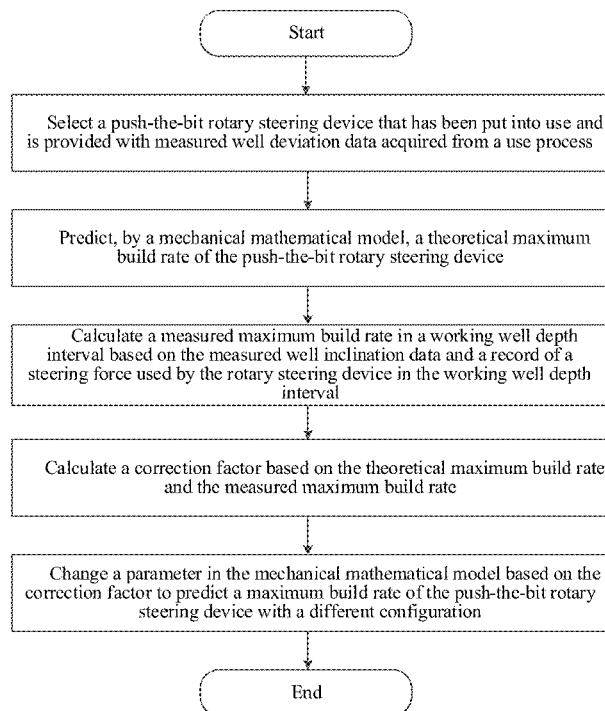 Start
Select a push-the-bit rotary steering device that has been put into use and
is provided with measured well deviation data acquired from a use process
Predict, by a mechanical mathematical model, a theoretical maximum
build rate of the push-the-bit rotary steering device
Calculate a measured maximum build rate in a working well depth
interval based on the measured well inclination data and a record of a
steering force used by the rotary steering device in the working well depth
interval
Calculate a correction factor based on the theoretical maximum build rate
and the measured maximum build rate
Change a parameter in the mechanical mathematical model based on the
correction factor to predict a maximum build rate of the push-the-bit rotary
steering device with a different configuration
End